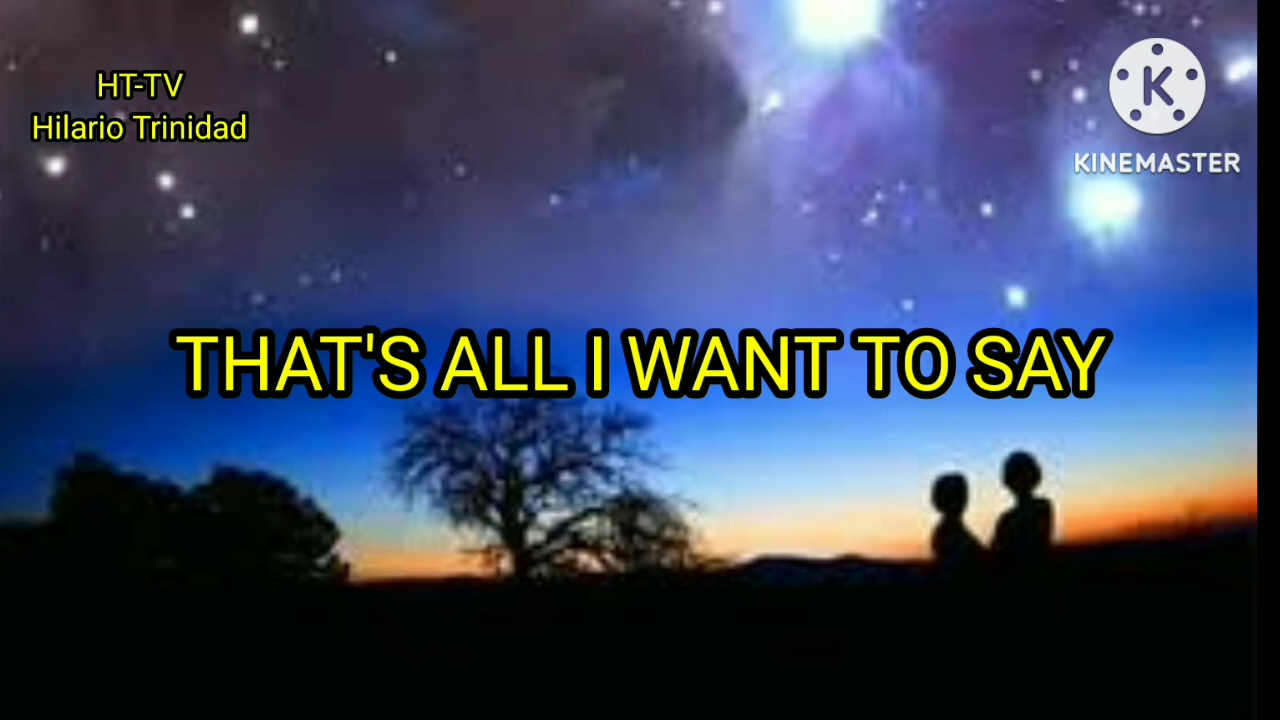 HT-TV
Hilario Trinidad
K
KINEMASTER
THAT'S ALL I WANT TO SAY